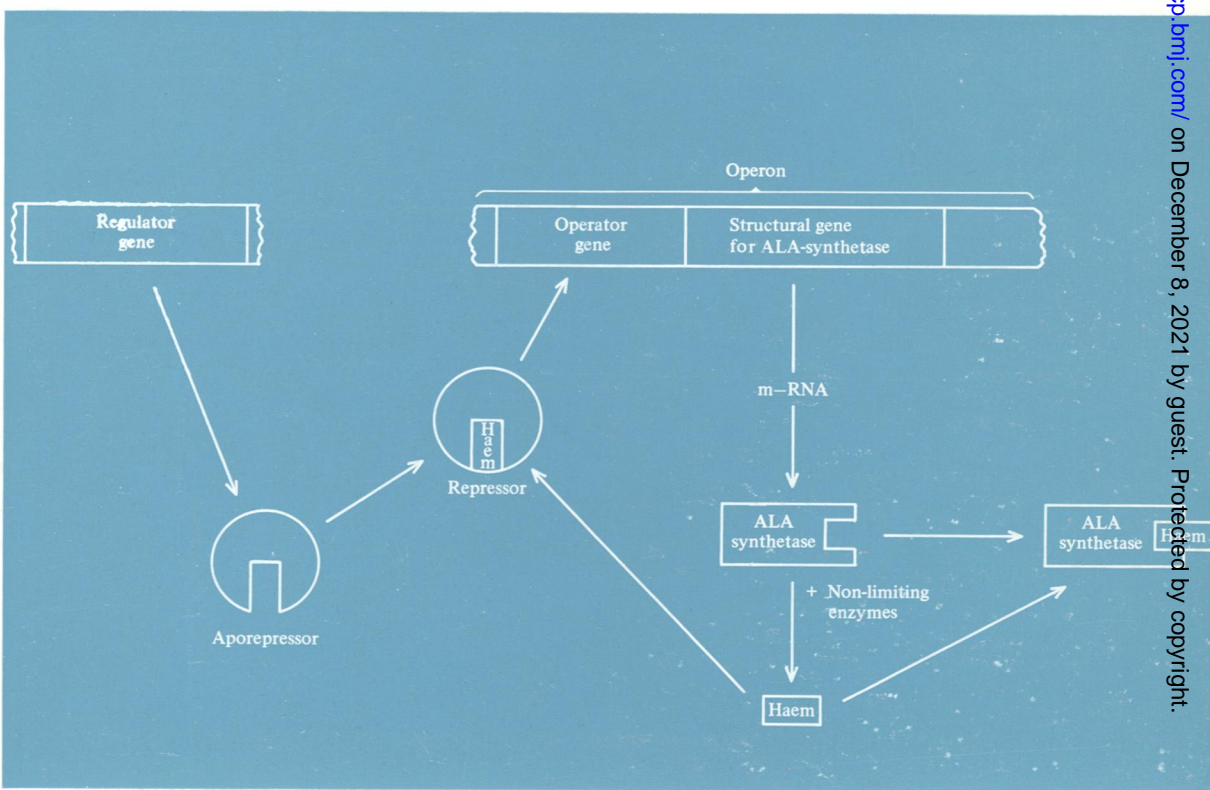 Operon
Regulator
gene
Operator
gene
Structural gene
for ALA-synthetase
m-RNA
Haem
Repressor
ALA
synthetase
ALA
synthetase
Haem
+ Non-limiting
enzymes
Aporepressor
Haem
cp.bmj.com/ on December 8, 2021 by guest. Protected by copyright.